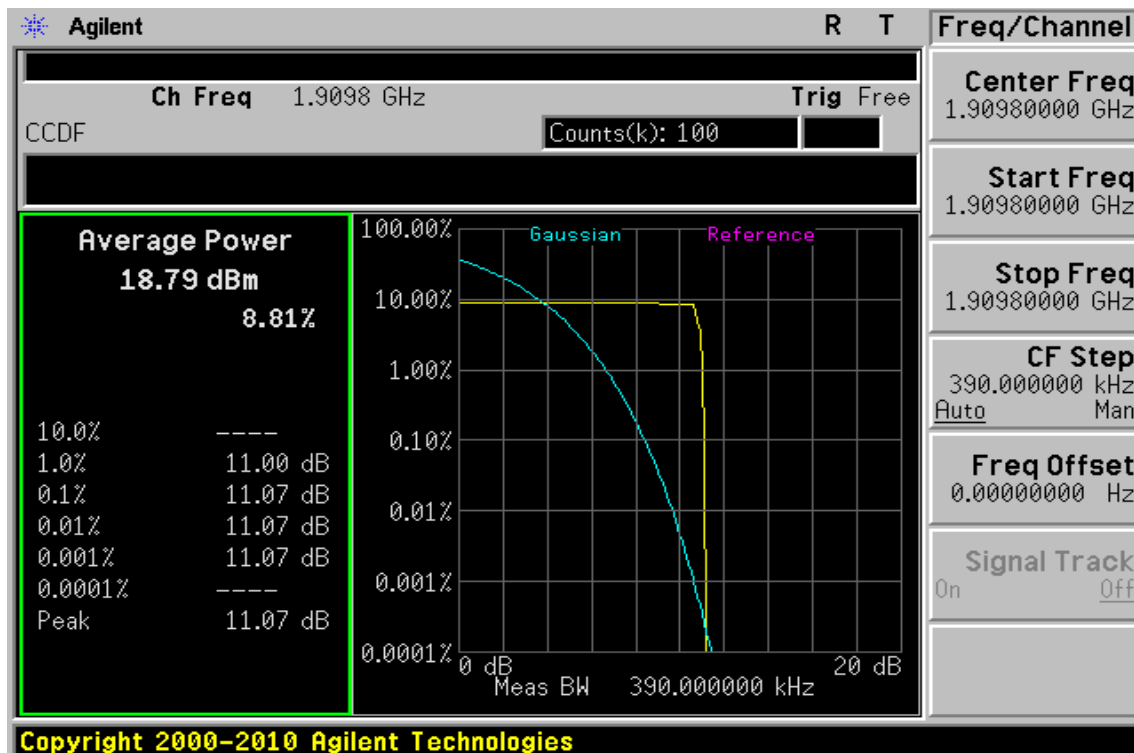 Agilent R T Freq/Channel
Ch Freq 1.9098 GHz Trig Free
CCDF Counts(k): 100
Center Freq
1.90980000 GHz
Start Freq
1.90980000 GHz
Stop Freq
1.90980000 GHz
CF Step
390.000000 kHz
Auto Man
Freq Offset
0.00000000 Hz
Signal Track
On Off
Average Power
18.79 dBm
8.81%
10.0% ----
1.0% 11.00 dB
0.1% 11.07 dB
0.01% 11.07 dB
0.001% 11.07 dB
0.0001% ----
Peak 11.07 dB
Gaussian Reference
100.00%
10.00%
1.00%
0.10%
0.01%
0.001%
0.0001%
0 dB 20 dB
Meas BW 390.000000 kHz
Copyright 2000-2010 Agilent Technologies